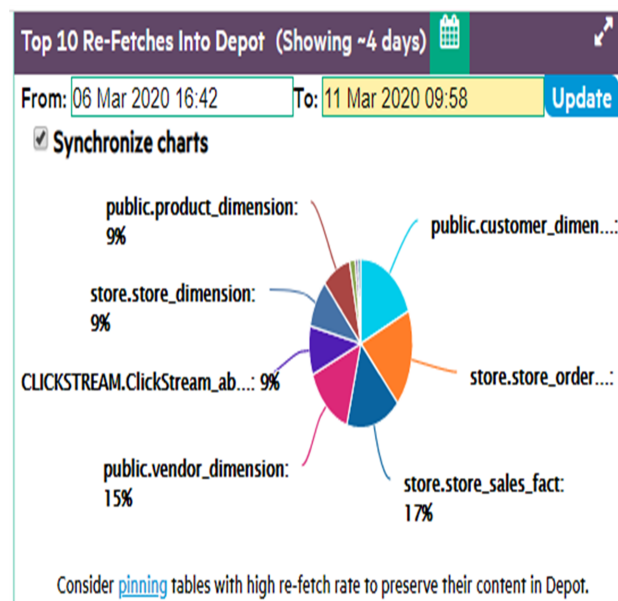 Top 10 Re-Fetches Into Depot (Showing ~4 days)
From: 06 Mar 2020 16:42 To: 11 Mar 2020 09:58 Update
Synchronize charts
public.product_dimension:
9%
public.customer_dimen...:
store.store_dimension:
9%
CLICKSTREAM.ClickStream_ab...: 9%
store.store_order...:
public.vendor_dimension:
15%
store.store_sales_fact:
17%
Consider pinning tables with high re-fetch rate to preserve their content in Depot.